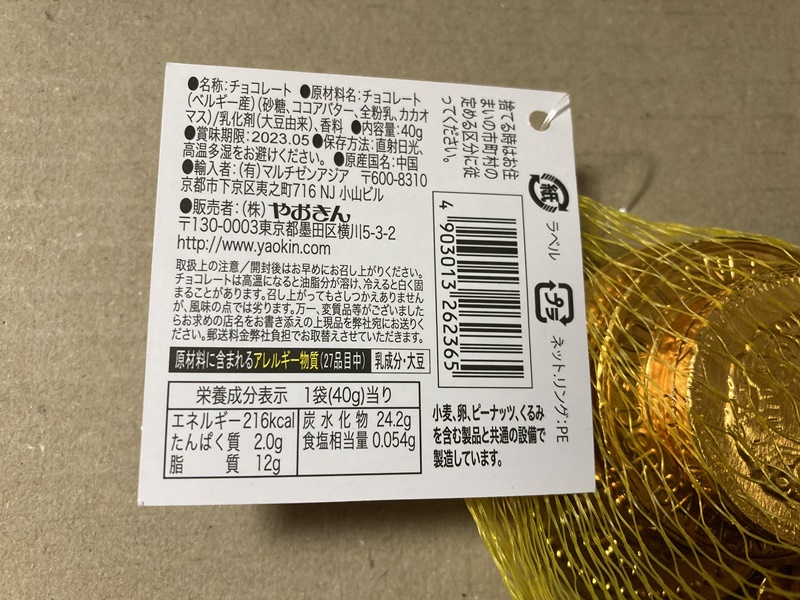 ●名称:チョコレート ●原材料名:チョコレート
(ベルギー産)(砂糖、ココアバター、全粉乳、カカオ
マス)/乳化剤(大豆由来)、香料 ●内容量:40g
●賞味期限:2023.05 ●保存方法:直射日光、
高温多湿をお避けください。 ●原産国名:中国
●輸入者:(有)マルチゼンアジア 〒600-8310
京都市下京区夷之町716 NJ 小山ビル
●販売者:(株)やおきん
〒130-0003東京都墨田区横川5-3-2
http://www.yaokin.com
取扱上の注意/開封後はお早めにお召し上がりください。
チョコレートは高温になると油脂分が溶け、冷えると白く固
まることがあります。召し上がってもさしつかえありません
が、風味の点では劣ります。万一、変質品等がございました
らお求めの店名をお書き添えの上現品を弊社宛にお送りく
ださい。郵送料金弊社負担でお取替えさせていただきます。
原材料に含まれるアレルギー物質(27品目中) 乳成分・大豆
栄養成分表示 1袋(40g)当り
エネルギー216kcal 炭水化物 24.2g
たんぱく質 2.0g 食塩相当量 0.054g
脂 質 12g
捨てる時はお住
まいの市町村の
定める区分に従
ってください。
紙
ラベル
プラ
ネット、リング:PE
4 903013 262365
小麦、卵、ピーナッツ、くるみ
を含む製品と共通の設備で
製造しています。